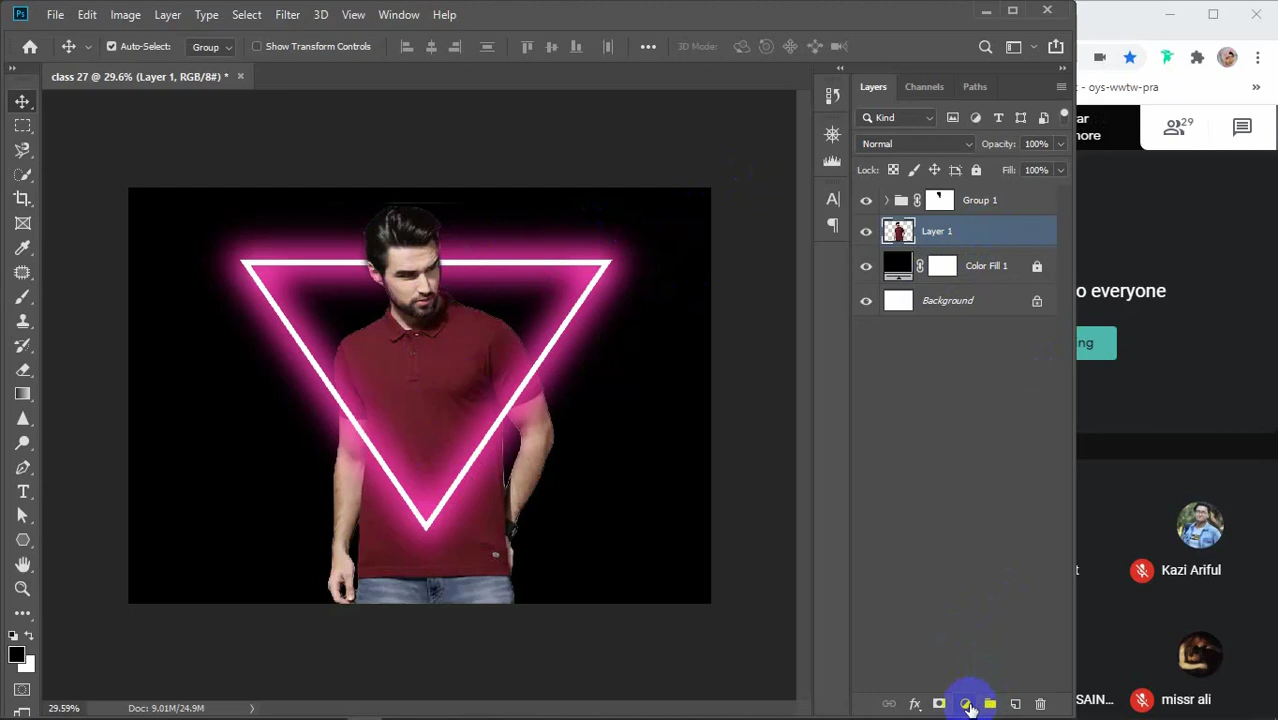 Ps File Edit Image Layer Type Select Filter 3D View Window Help
Auto-Select: Group Show Transform Controls 3D Mode:
class 27 @ 29.6% (Layer 1, RGB/8#) *
Layers Channels Paths
Kind
Normal Opacity: 100%
Lock: Fill: 100%
Group 1
Layer 1
Color Fill 1
Background
29.59% Doc: 9.01M/24.9M
- oys-wwtw-pra
ar
more
29
o everyone
ng
t Kazi Ariful
SAIN... missr ali